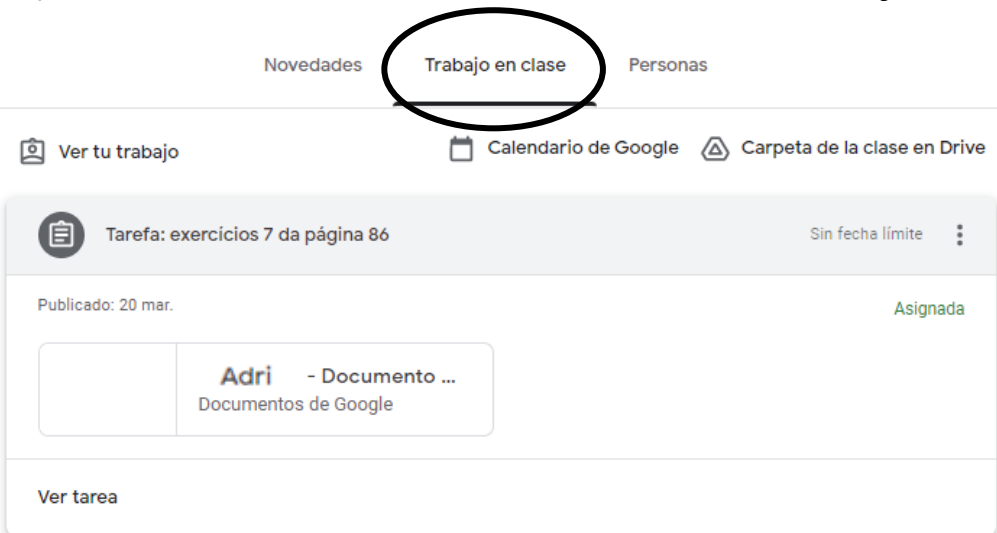 Novedades Trabajo en clase Personas
Ver tu trabajo Calendario de Google Carpeta de la clase en Drive
Tarefa: exercícios 7 da página 86 Sin fecha límite
Publicado: 20 mar. Asignada
Adri - Documento ...
Documentos de Google
Ver tarea